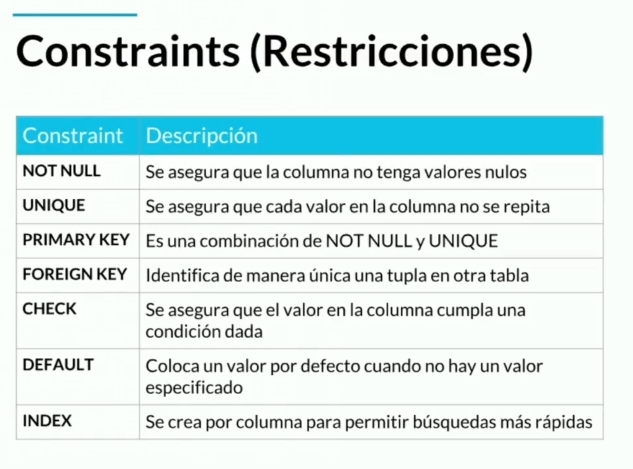 Constraints (Restricciones)
Constraint Descripción
NOT NULL Se asegura que la columna no tenga valores nulos
UNIQUE Se asegura que cada valor en la columna no se repita
PRIMARY KEY Es una combinación de NOT NULL y UNIQUE
FOREIGN KEY Identifica de manera única una tupla en otra tabla
CHECK Se asegura que el valor en la columna cumpla una
condición dada
DEFAULT Coloca un valor por defecto cuando no hay un valor
especificado
INDEX Se crea por columna para permitir búsquedas más rápidas